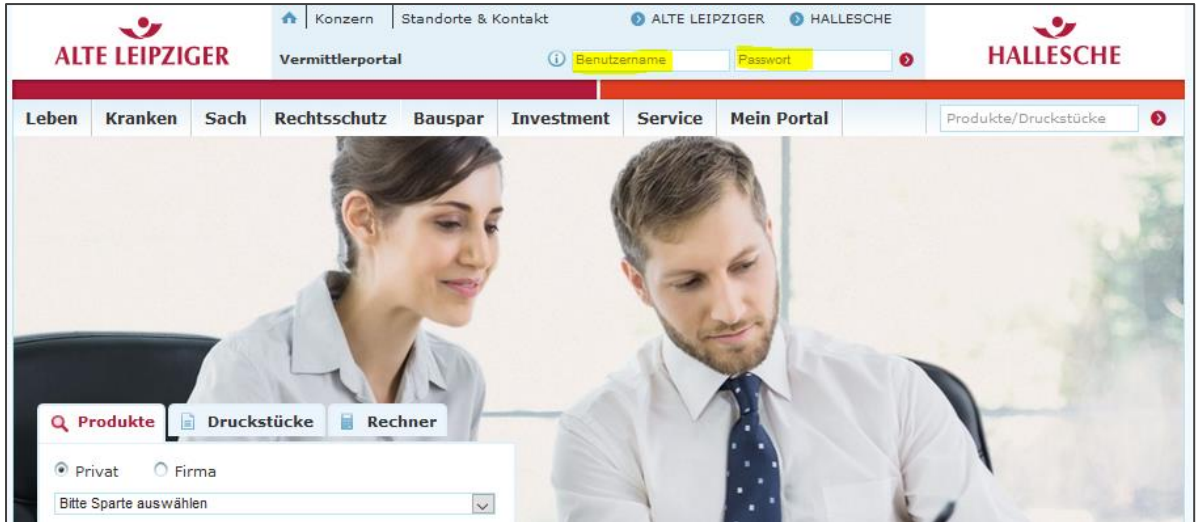 Konzern Standorte & Kontakt ALTE LEIPZIGER HALLESCHE
ALTE LEIPZIGER
Vermittlerportal Benutzername Passwort
HALLESCHE
Leben Kranken Sach Rechtsschutz Bauspar Investment Service Mein Portal Produkte/Druckstücke
Produkte Druckstücke Rechner
Privat Firma
Bitte Sparte auswählen